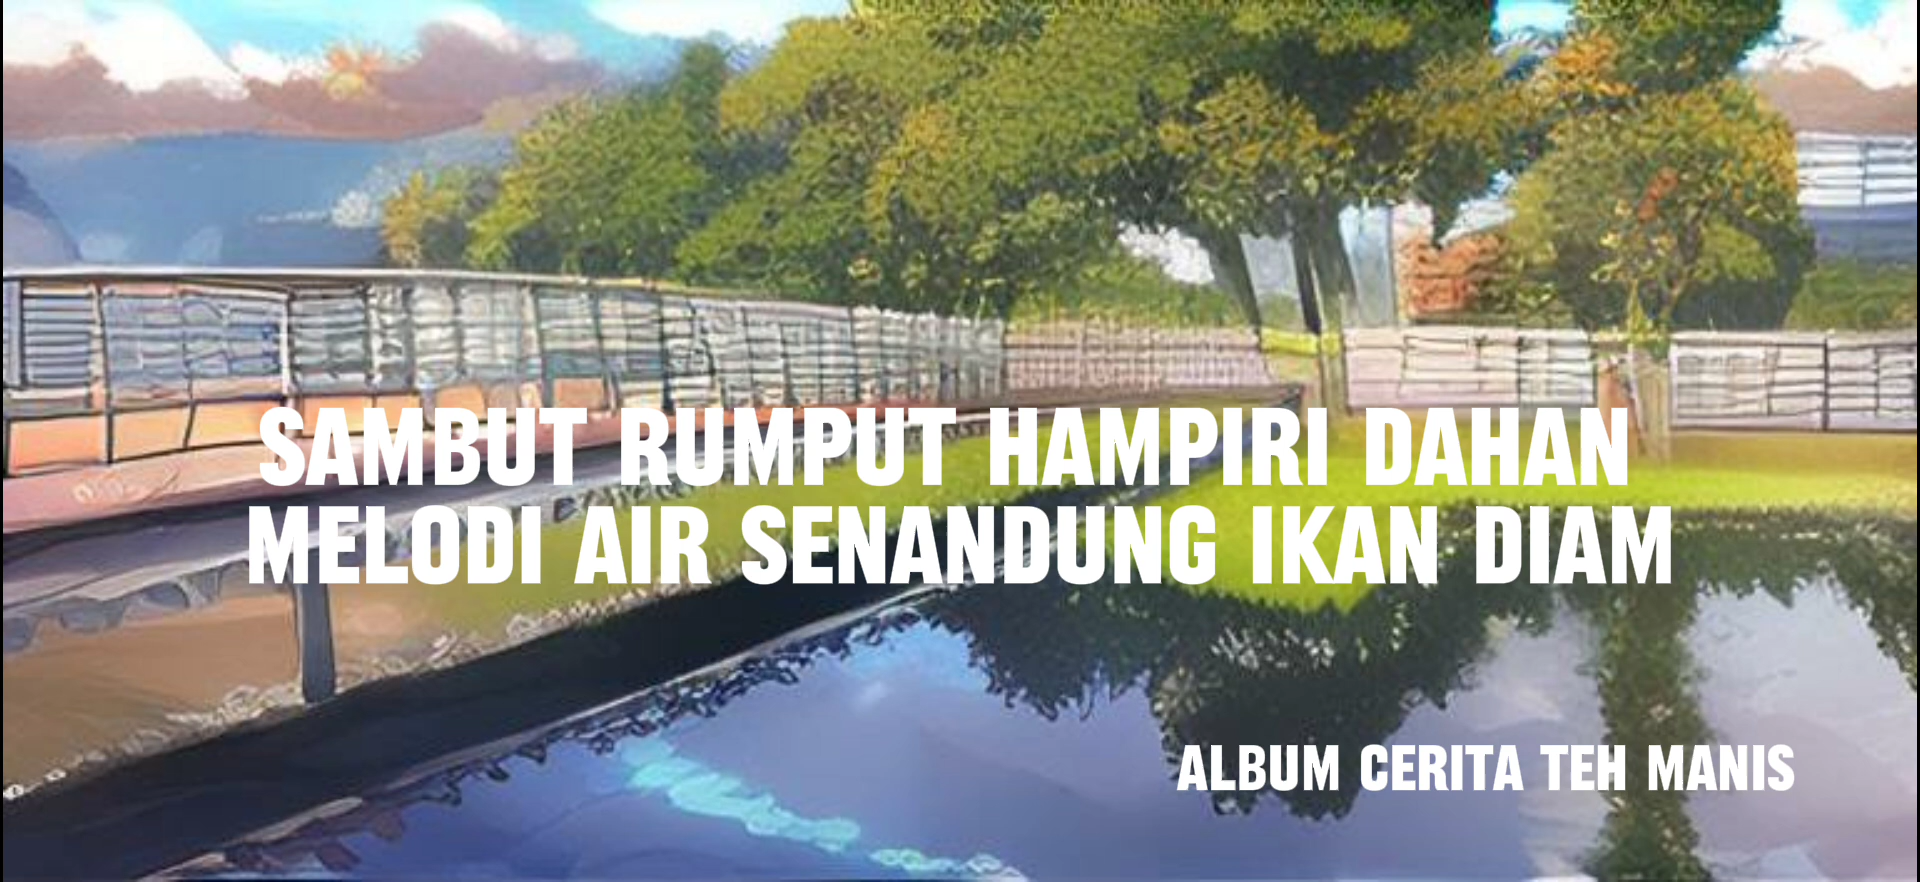 SAMBUT RUMPUT HAMPIRI DAHAN
MELODI AIR SENANDUNG IKAN DIAM
ALBUM CERITA TEH MANIS